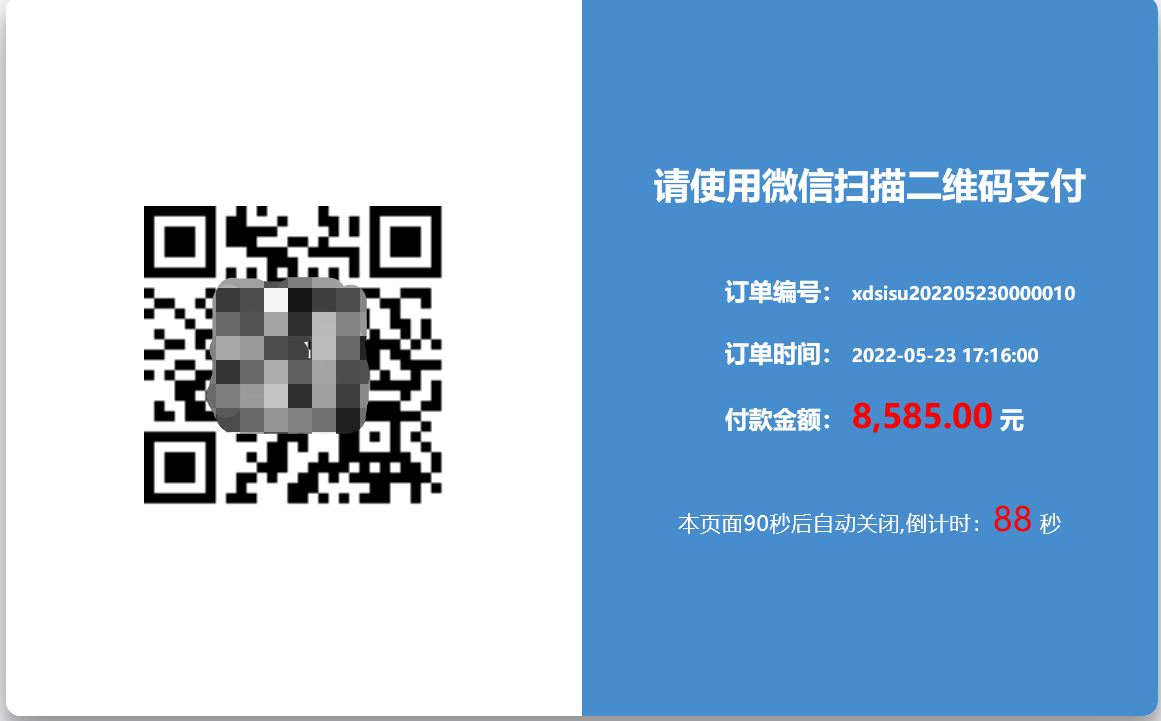 请使用微信扫描二维码支付
订单编号： xdsisu202205230000010
订单时间： 2022-05-23 17:16:00
付款金额： 8,585.00 元
本页面90秒后自动关闭,倒计时：88 秒